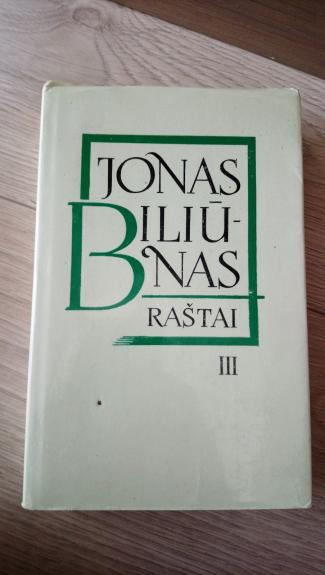 JONAS
BILIŪ-
NAS
RAŠTAI
III